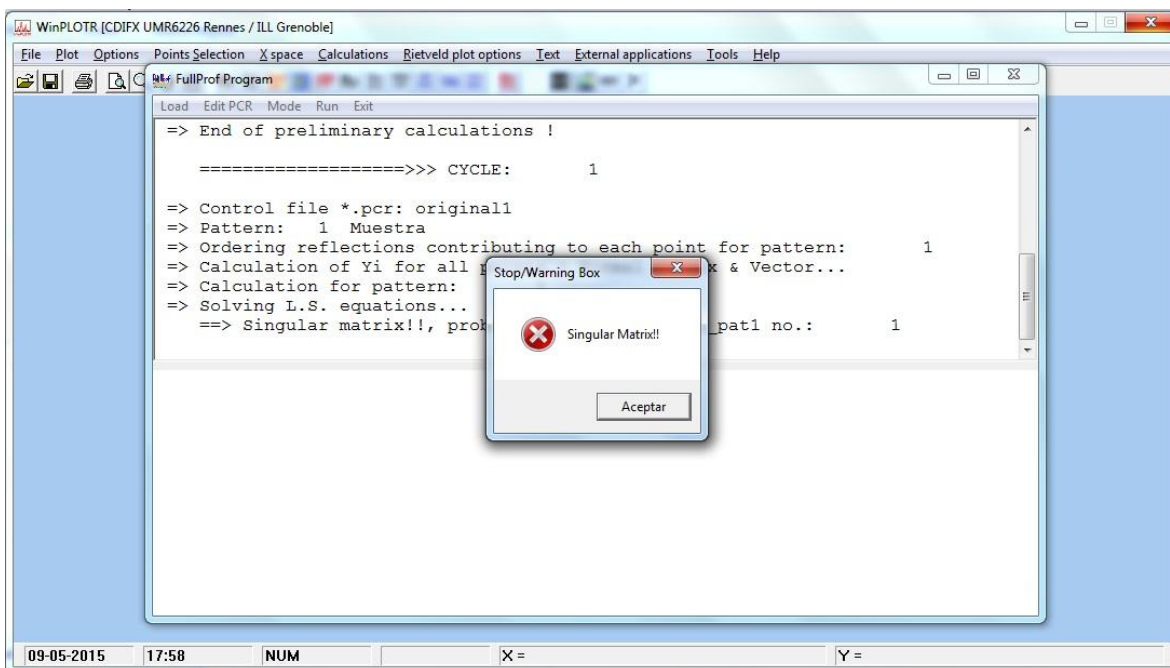 WinPLOTR [CDIFX UMR6226 Rennes / ILL Grenoble]
File Plot Options Points Selection X space Calculations Rietveld plot options Text External applications Tools Help
FullProf Program
Load Edit PCR Mode Run Exit
=> End of preliminary calculations !
===================>>> CYCLE: 1
=> Control file *.pcr: original1
=> Pattern: 1 Muestra
=> Ordering reflections contributing to each point for pattern: 1
=> Calculation of Yi for all & Vector...
=> Calculation for pattern:
=> Solving L.S. equations...
==> Singular matrix!!, _pat1 no.: 1
Stop/Warning Box
Singular Matrix!!
Aceptar
09-05-2015 17:58 NUM X = Y =